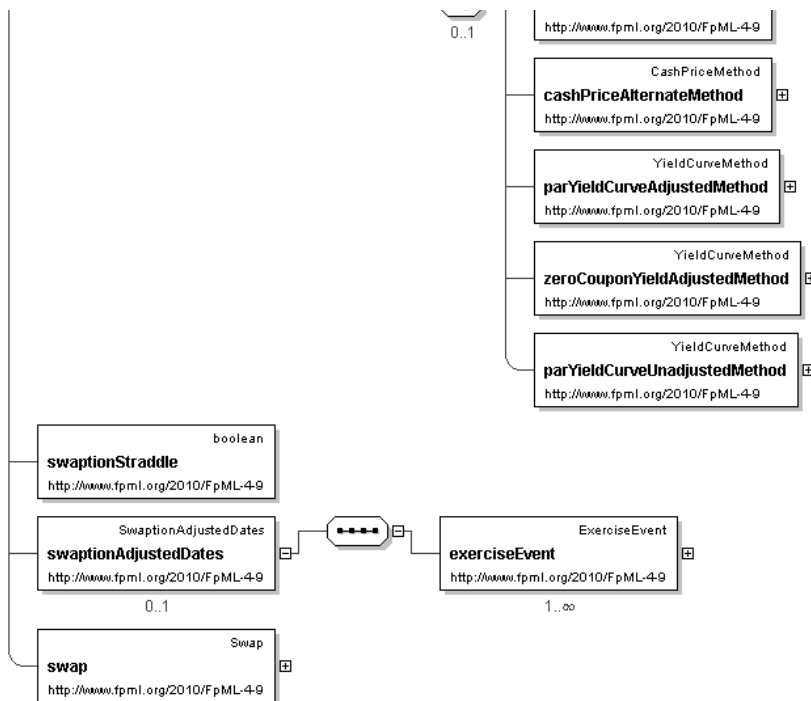 http://www.fpml.org/2010/FpML-4-9
0..1
CashPriceMethod
cashPriceAlternateMethod
http://www.fpml.org/2010/FpML-4-9
YieldCurveMethod
parYieldCurveAdjustedMethod
http://www.fpml.org/2010/FpML-4-9
YieldCurveMethod
zeroCouponYieldAdjustedMethod
http://www.fpml.org/2010/FpML-4-9
YieldCurveMethod
parYieldCurveUnadjustedMethod
http://www.fpml.org/2010/FpML-4-9
boolean
swaptionStraddle
http://www.fpml.org/2010/FpML-4-9
SwaptionAdjustedDates
swaptionAdjustedDates
http://www.fpml.org/2010/FpML-4-9
0..1
ExerciseEvent
exerciseEvent
http://www.fpml.org/2010/FpML-4-9
1..∞
Swap
swap
http://www.fpml.org/2010/FpML-4-9